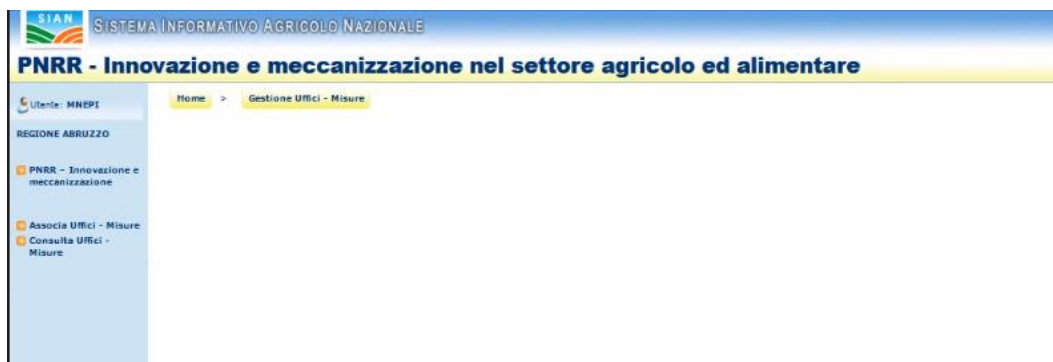 SIAN
SISTEMA INFORMATIVO AGRICOLO NAZIONALE
PNRR - Innovazione e meccanizzazione nel settore agricolo ed alimentare
Utente: MNEPI
Home > Gestione Uffici - Misure
REGIONE ABRUZZO
PNRR - Innovazione e
meccanizzazione
Associa Uffici - Misure
Consulta Uffici -
Misure